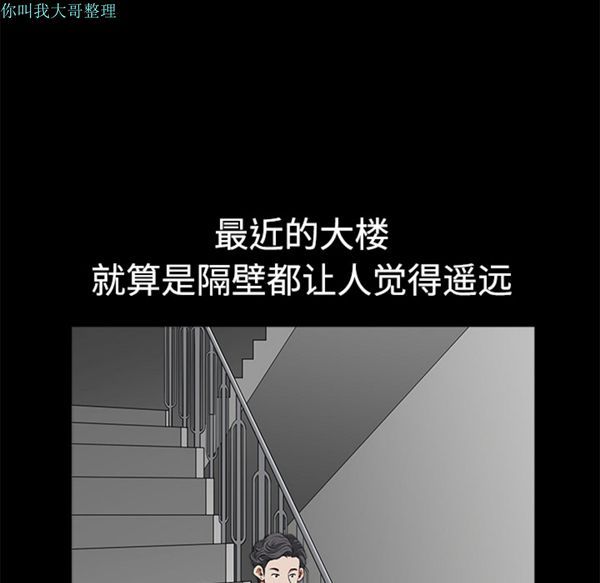 你叫我大哥整理
最近的大楼
就算是隔壁都让人觉得遥远